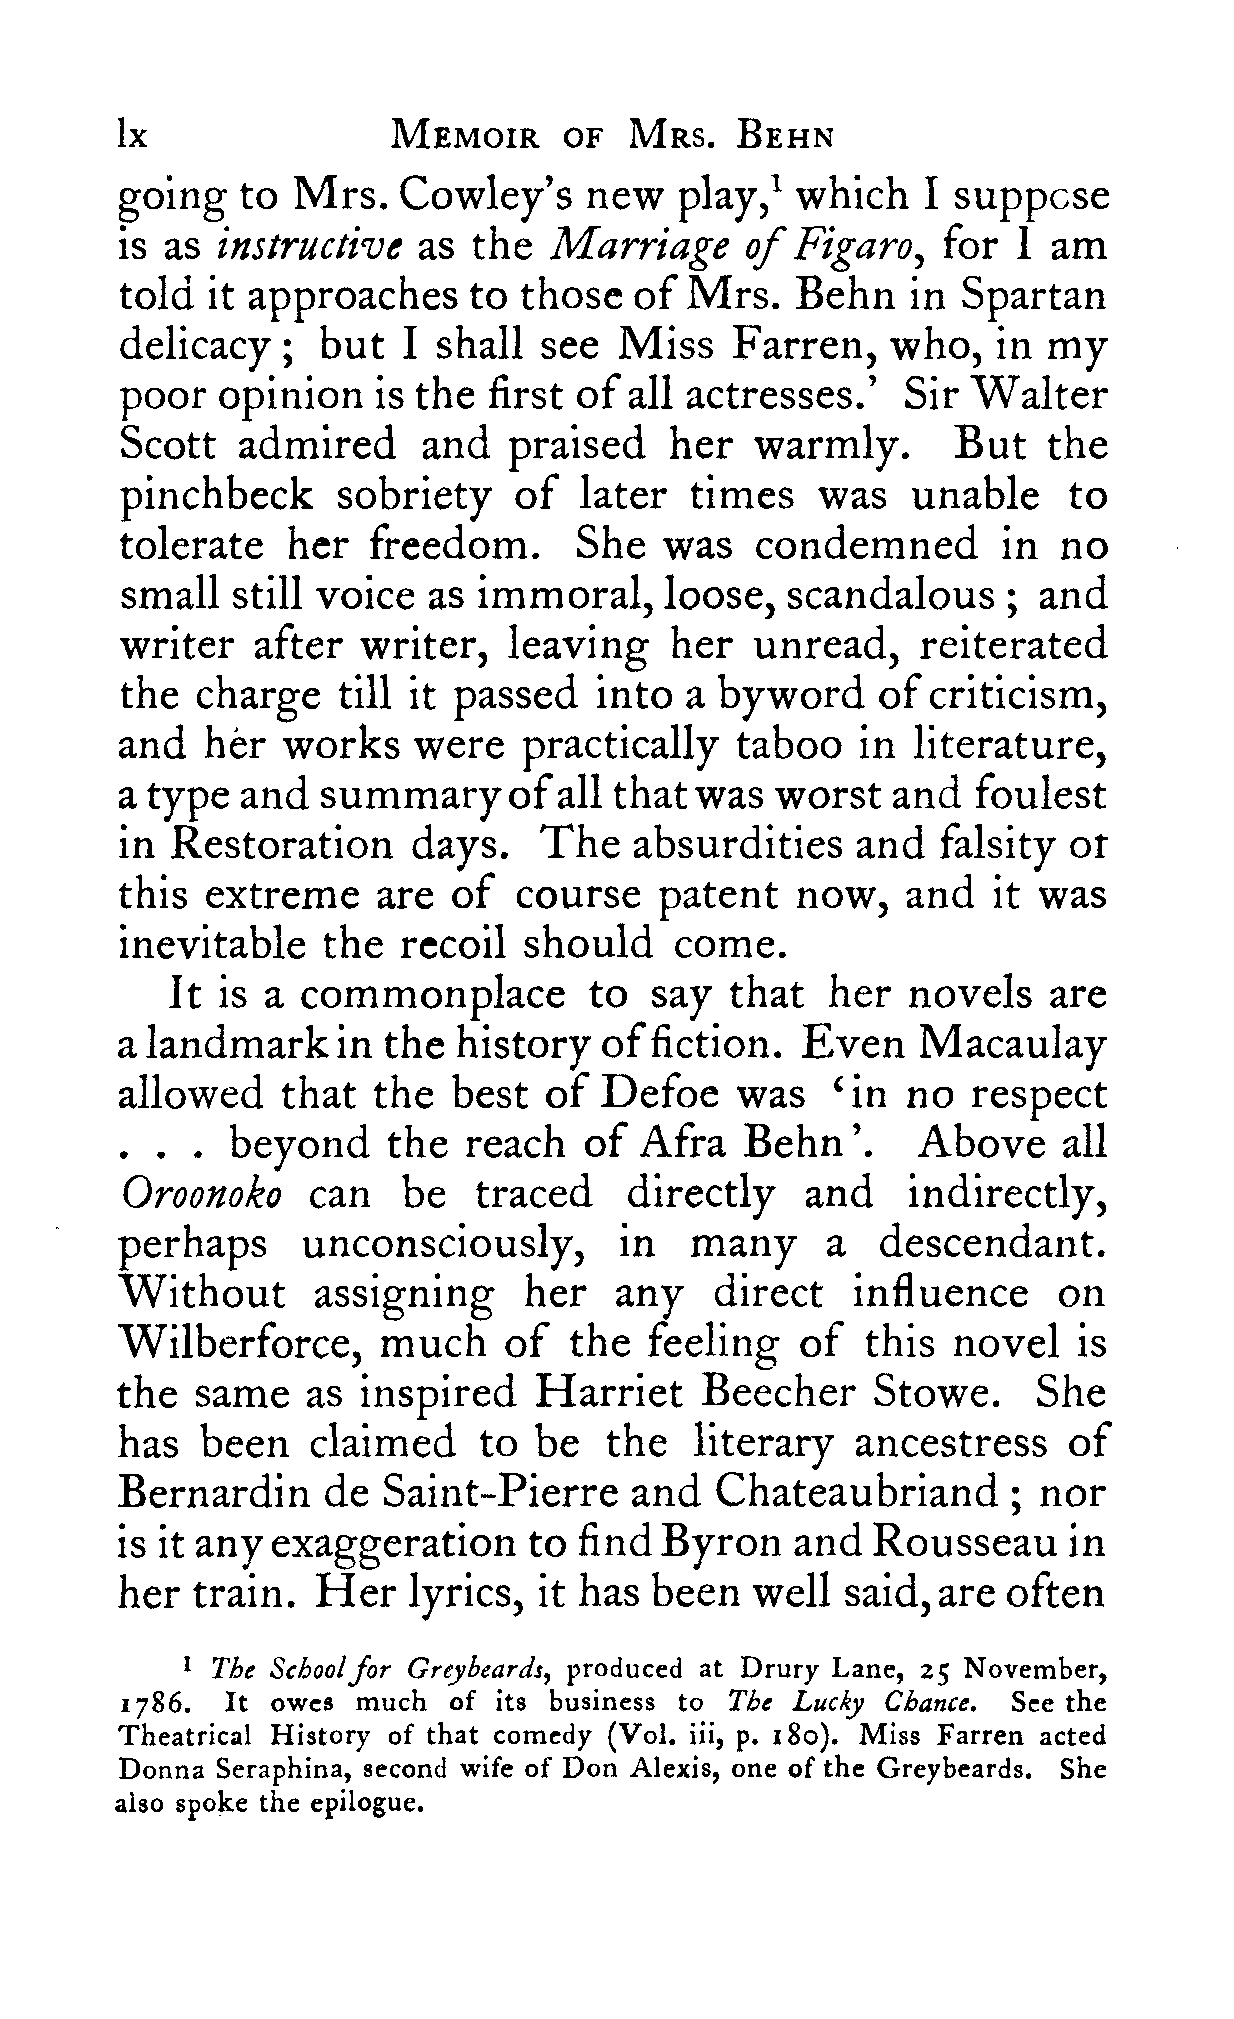 lx Memoir of Mrs. Behn
going to Mrs. Cowley's new play,¹ which I suppose
is as instructive as the Marriage of Figaro, for I am
told it approaches to those of Mrs. Behn in Spartan
delicacy ; but I shall see Miss Farren, who, in my
poor opinion is the first of all actresses.' Sir Walter
Scott admired and praised her warmly. But the
pinchbeck sobriety of later times was unable to
tolerate her freedom. She was condemned in no
small still voice as immoral, loose, scandalous ; and
writer after writer, leaving her unread, reiterated
the charge till it passed into a byword of criticism,
and her works were practically taboo in literature,
a type and summary of all that was worst and foulest
in Restoration days. The absurdities and falsity of
this extreme are of course patent now, and it was
inevitable the recoil should come.
It is a commonplace to say that her novels are
a landmark in the history of fiction. Even Macaulay
allowed that the best of Defoe was ‘in no respect
. . . beyond the reach of Afra Behn’. Above all
Oroonoko can be traced directly and indirectly,
perhaps unconsciously, in many a descendant.
Without assigning her any direct influence on
Wilberforce, much of the feeling of this novel is
the same as inspired Harriet Beecher Stowe. She
has been claimed to be the literary ancestress of
Bernardin de Saint-Pierre and Chateaubriand ; nor
is it any exaggeration to find Byron and Rousseau in
her train. Her lyrics, it has been well said, are often
¹ The School for Greybeards, produced at Drury Lane, 25 November,
1786. It owes much of its business to The Lucky Chance. See the
Theatrical History of that comedy (Vol. iii, p. 180). Miss Farren acted
Donna Seraphina, second wife of Don Alexis, one of the Greybeards. She
also spoke the epilogue.